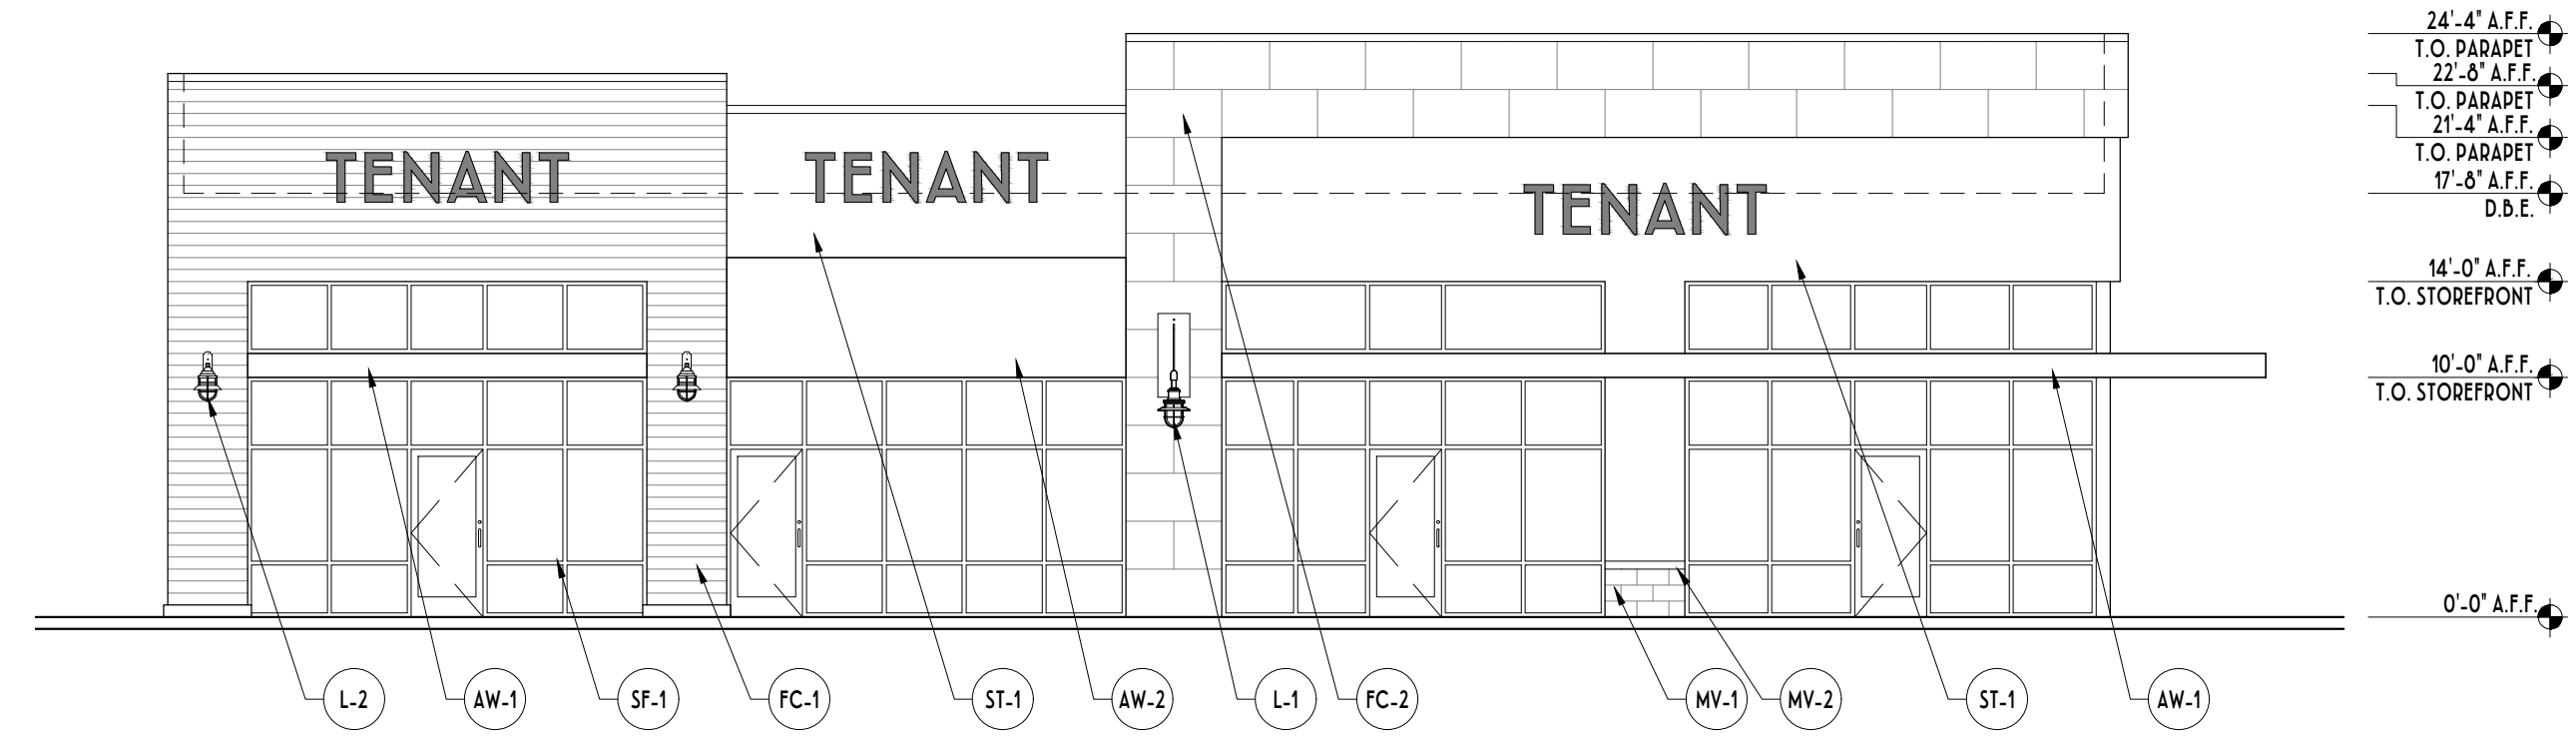 24'-4" A.F.F.
T.O. PARAPET
22'-8" A.F.F.
T.O. PARAPET
21'-4" A.F.F.
T.O. PARAPET
17'-8" A.F.F.
D.B.E.
14'-0" A.F.F.
T.O. STOREFRONT
10'-0" A.F.F.
T.O. STOREFRONT
0'-0" A.F.F.
TENANT
TENANT
TENANT
L-2
AW-1
SF-1
FC-1
ST-1
AW-2
L-1
FC-2
MV-1
MV-2
ST-1
AW-1